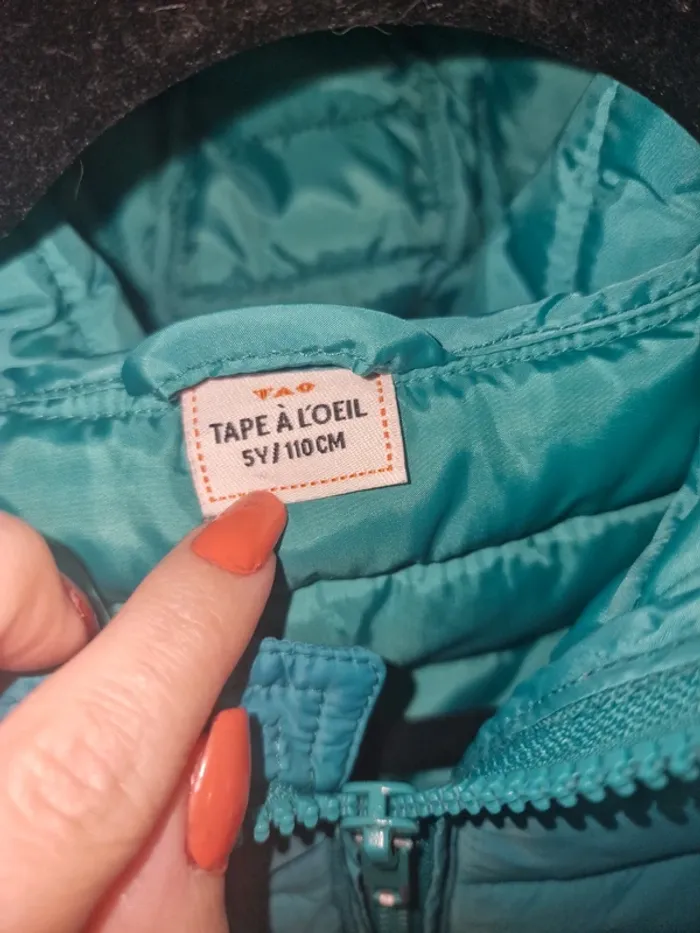 TAO
TAPE À L'OEIL
5Y/110CM